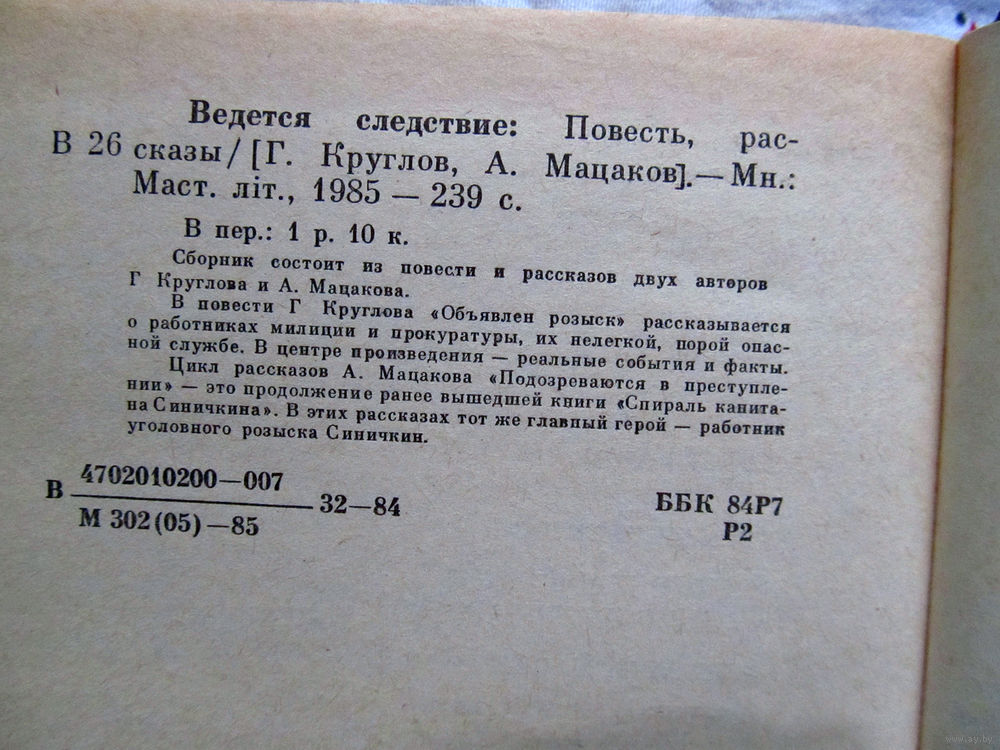 Ведется следствие: Повесть, рас-
В 26 сказы / [Г. Круглов, А. Мацаков]. — Мн.:
Маст. літ., 1985 — 239 с.
В пер.: 1 р. 10 к.
Сборник состоит из повести и рассказов двух авторов
Г Круглова и А. Мацакова.
В повести Г Круглова «Объявлен розыск» рассказывается
о работниках милиции и прокуратуры, их нелегкой, порой опас-
ной службе. В центре произведения — реальные события и факты.
Цикл рассказов А. Мацакова «Подозреваются в преступле-
нии» — это продолжение ранее вышедшей книги «Спираль капита-
на Синичкина». В этих рассказах тот же главный герой — работник
уголовного розыска Синичкин.
4702010200—007
В 32—84
М 302(05)—85
ББК 84Р7
Р2
www.ay.by